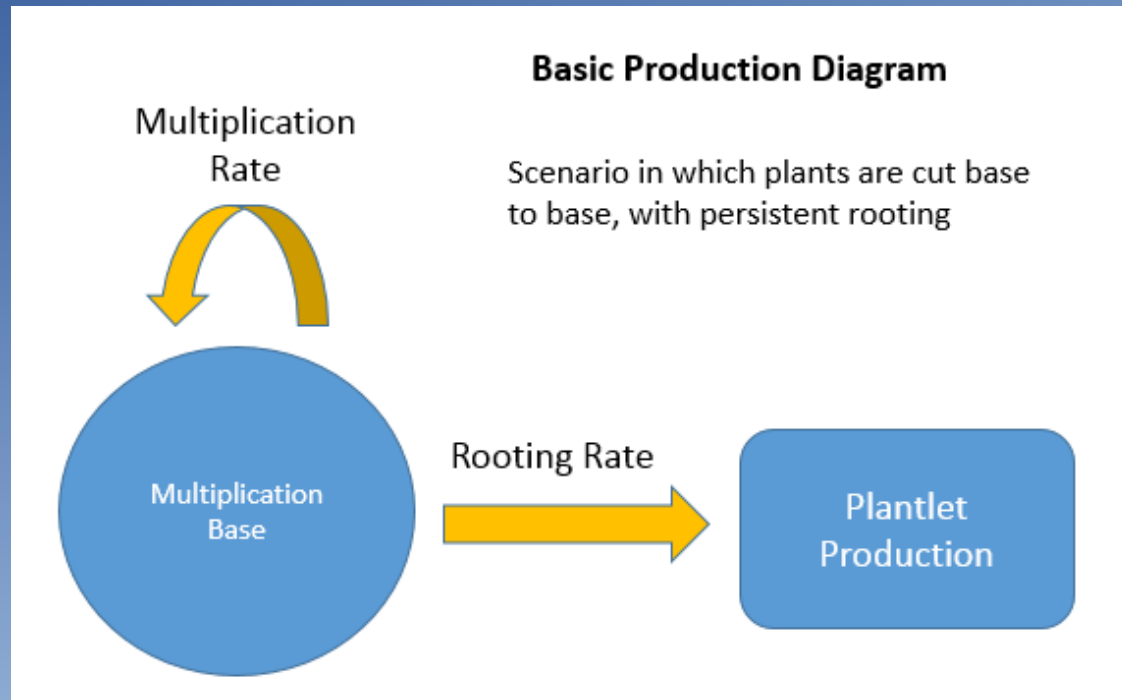 Basic Production Diagram
Multiplication
Rate
Scenario in which plants are cut base
to base, with persistent rooting
Multiplication
Base
Rooting Rate
Plantlet
Production